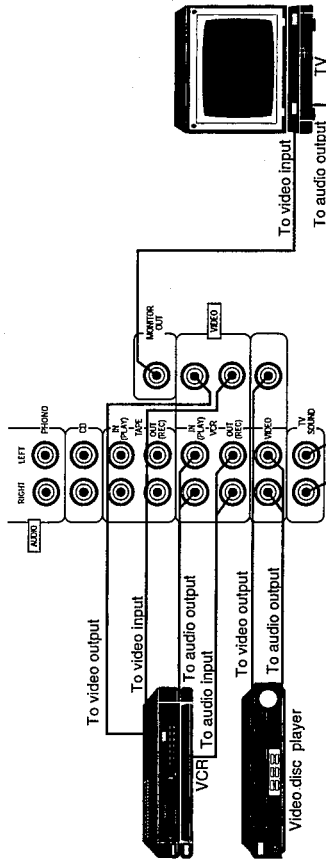 AUDIO
RIGHT
LEFT
PHONO
CD
IN
(PLAY)
TAPE
OUT
(REC)
IN
(PLAY)
VCR
OUT
(REC)
VIDEO
TV
SOUND
MONITOR
OUT
VIDEO
To video output
To video input
To audio output
To audio input
VCR
To video output
To audio output
Video disc player
To video input
To audio output
TV